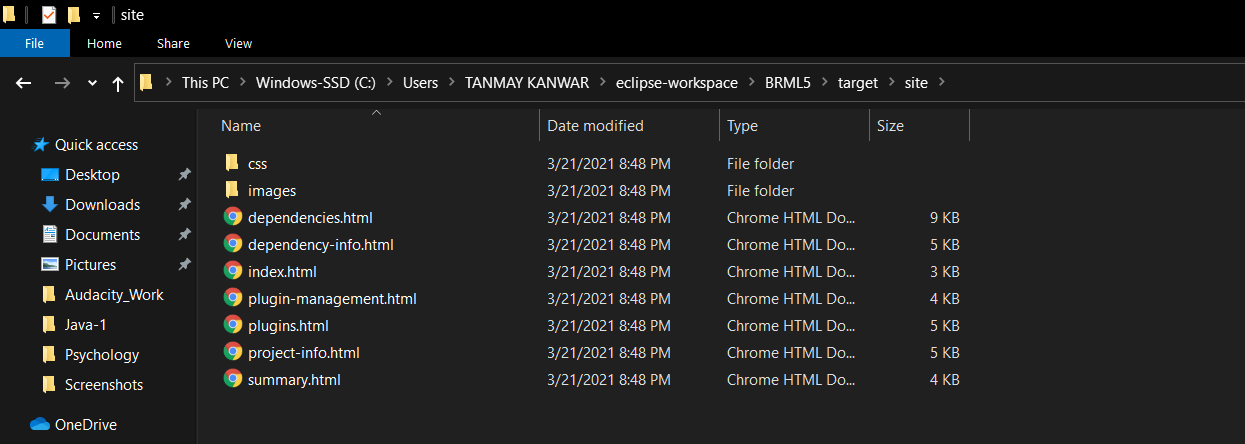 site
File Home Share View
This PC Windows-SSD (C:) Users TANMAY KANWAR eclipse-workspace BRML5 target site
Quick access
Desktop
Downloads
Documents
Pictures
Audacity_Work
Java-1
Psychology
Screenshots
OneDrive
Name Date modified Type Size
css 3/21/2021 8:48 PM File folder
images 3/21/2021 8:48 PM File folder
dependencies.html 3/21/2021 8:48 PM Chrome HTML Do... 9 KB
dependency-info.html 3/21/2021 8:48 PM Chrome HTML Do... 5 KB
index.html 3/21/2021 8:48 PM Chrome HTML Do... 3 KB
plugin-management.html 3/21/2021 8:48 PM Chrome HTML Do... 4 KB
plugins.html 3/21/2021 8:48 PM Chrome HTML Do... 5 KB
project-info.html 3/21/2021 8:48 PM Chrome HTML Do... 5 KB
summary.html 3/21/2021 8:48 PM Chrome HTML Do... 4 KB